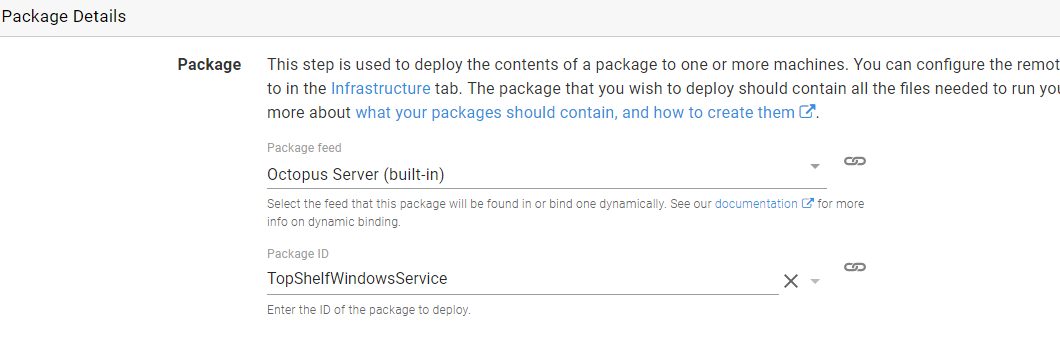 Package Details
Package This step is used to deploy the contents of a package to one or more machines. You can configure the
to in the Infrastructure tab. The package that you wish to deploy should contain all the files needed to run
more about what your packages should contain, and how to create them.
Package feed
Octopus Server (built-in)
Select the feed that this package will be found in or bind one dynamically. See our documentation for more
info on dynamic binding.
Package ID
TopShelfWindowsService
Enter the ID of the package to deploy.